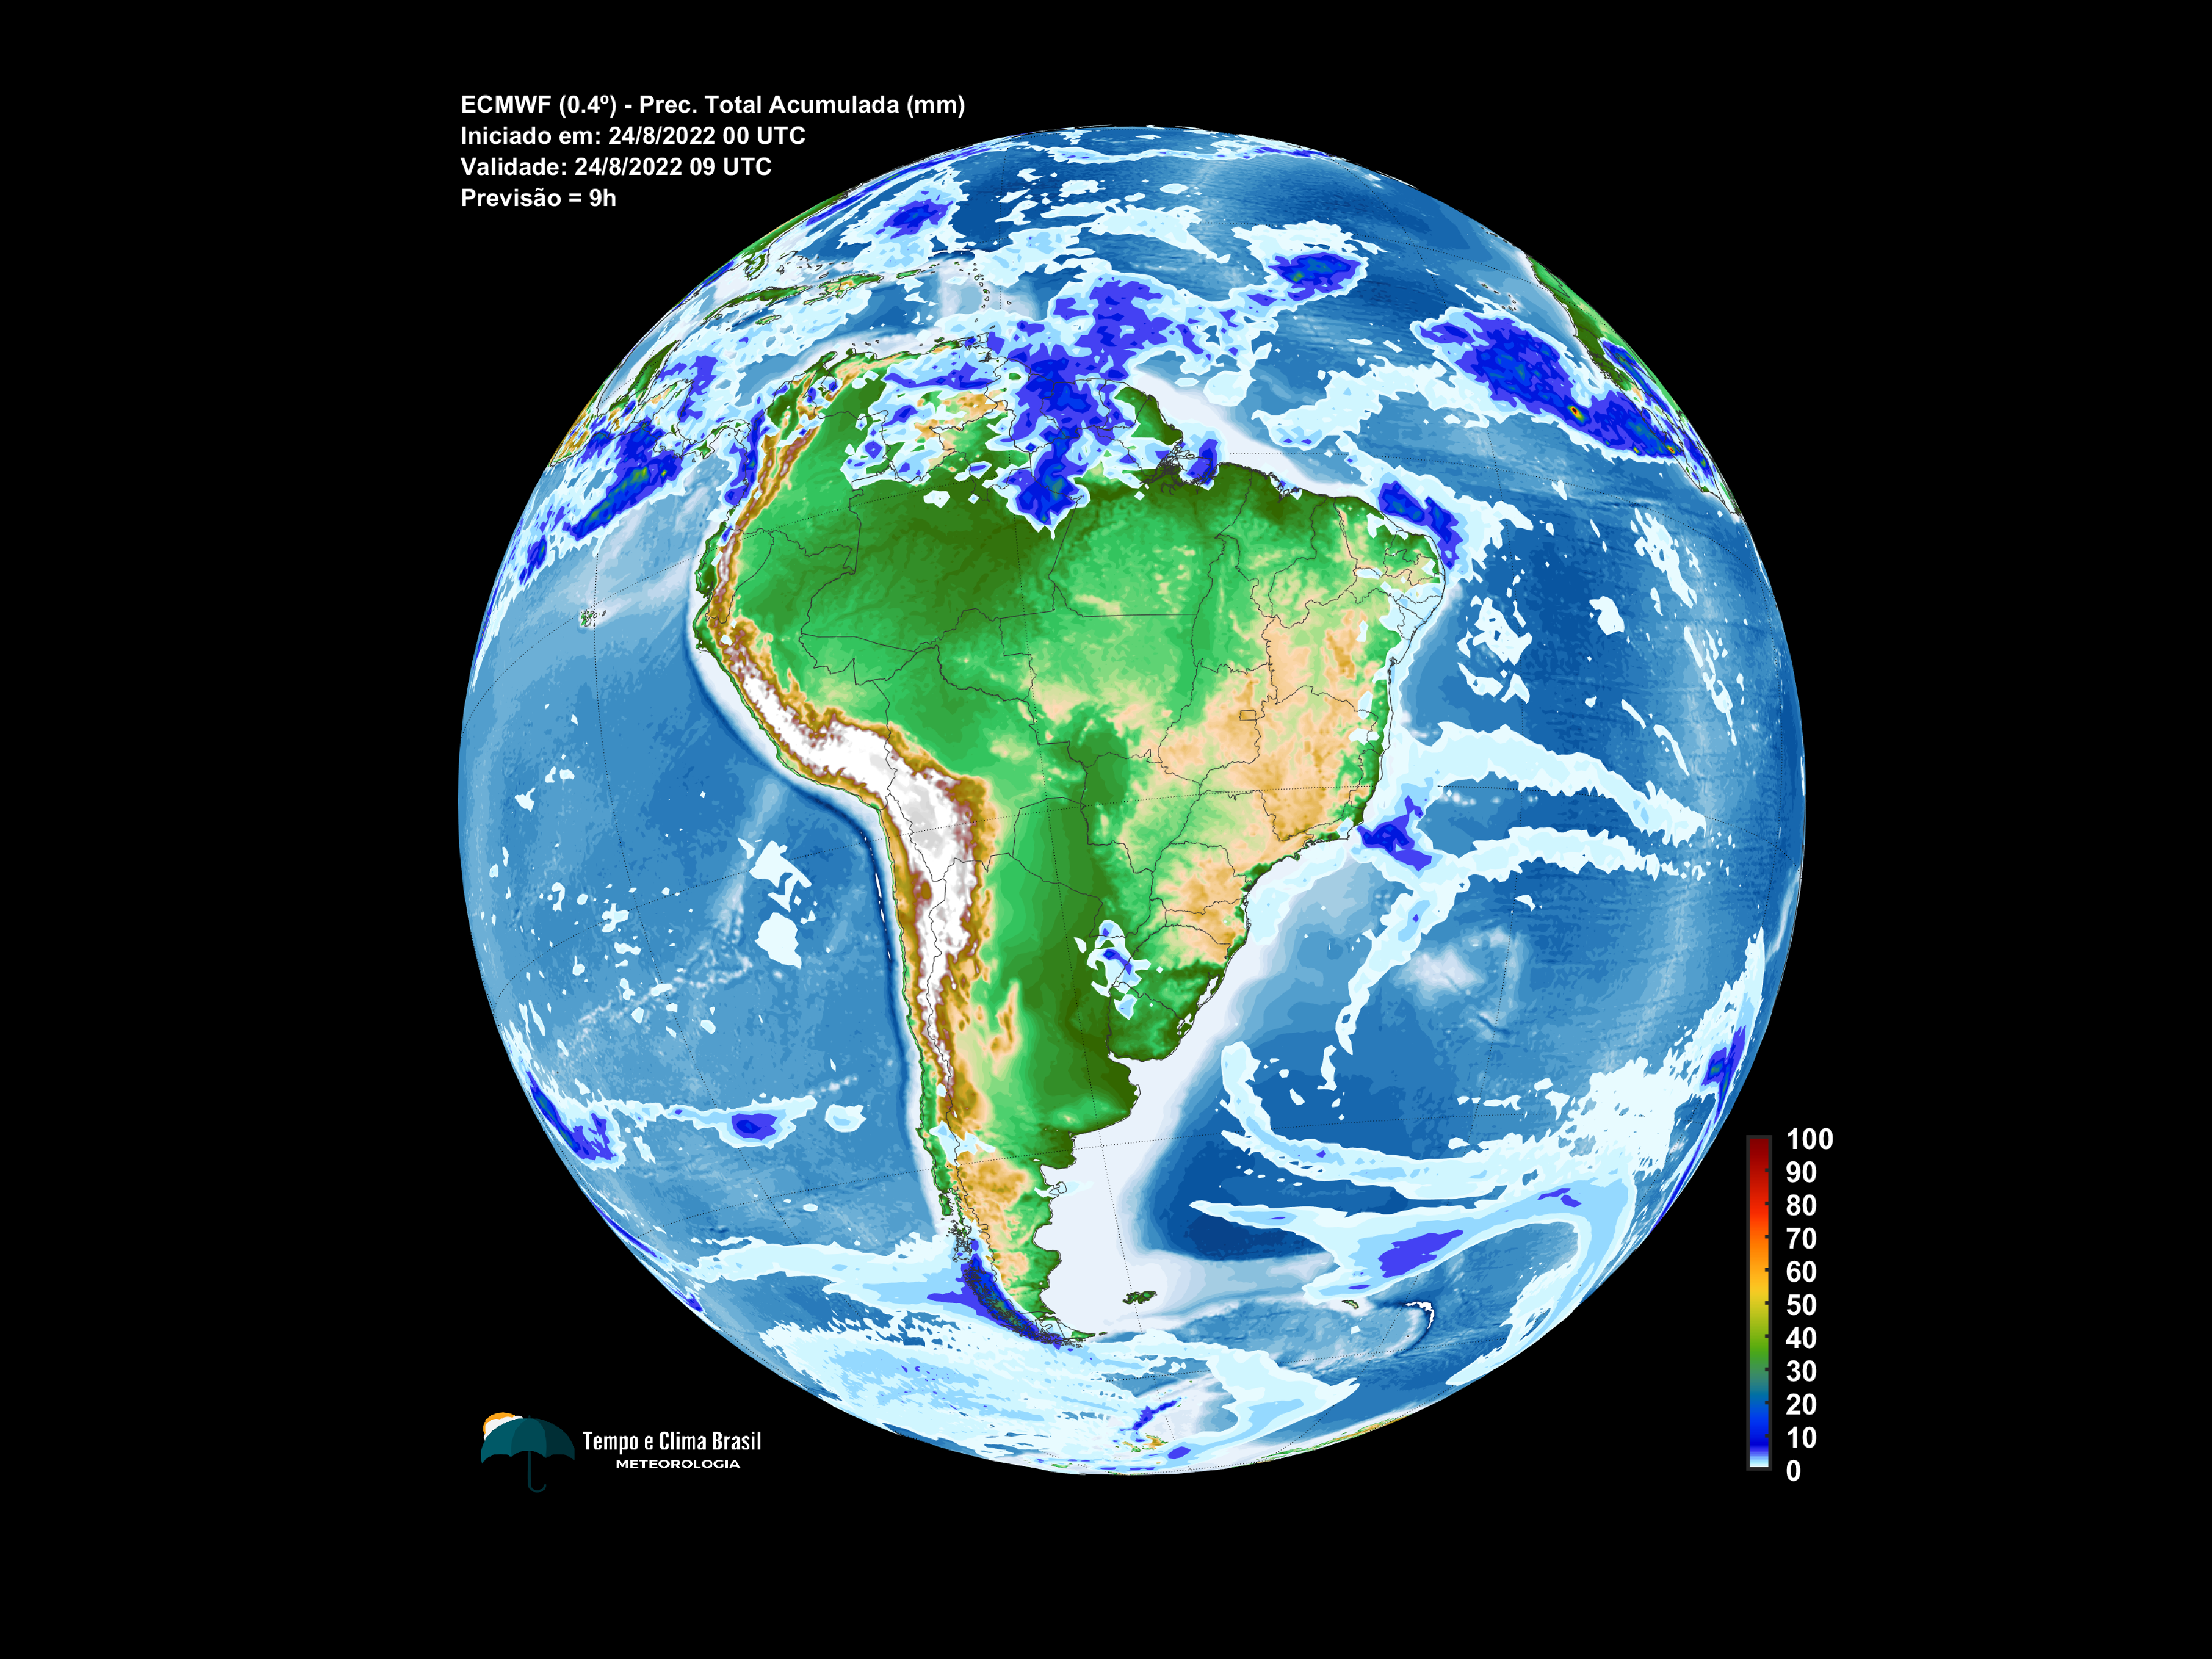 ECMWF (0.4º) - Prec. Total Acumulada (mm)
Iniciado em: 24/8/2022 00 UTC
Validade: 24/8/2022 09 UTC
Previsão = 9h
100
90
80
70
60
50
40
30
20
10
0
Tempo e Clima Brasil
METEOROLOGIA